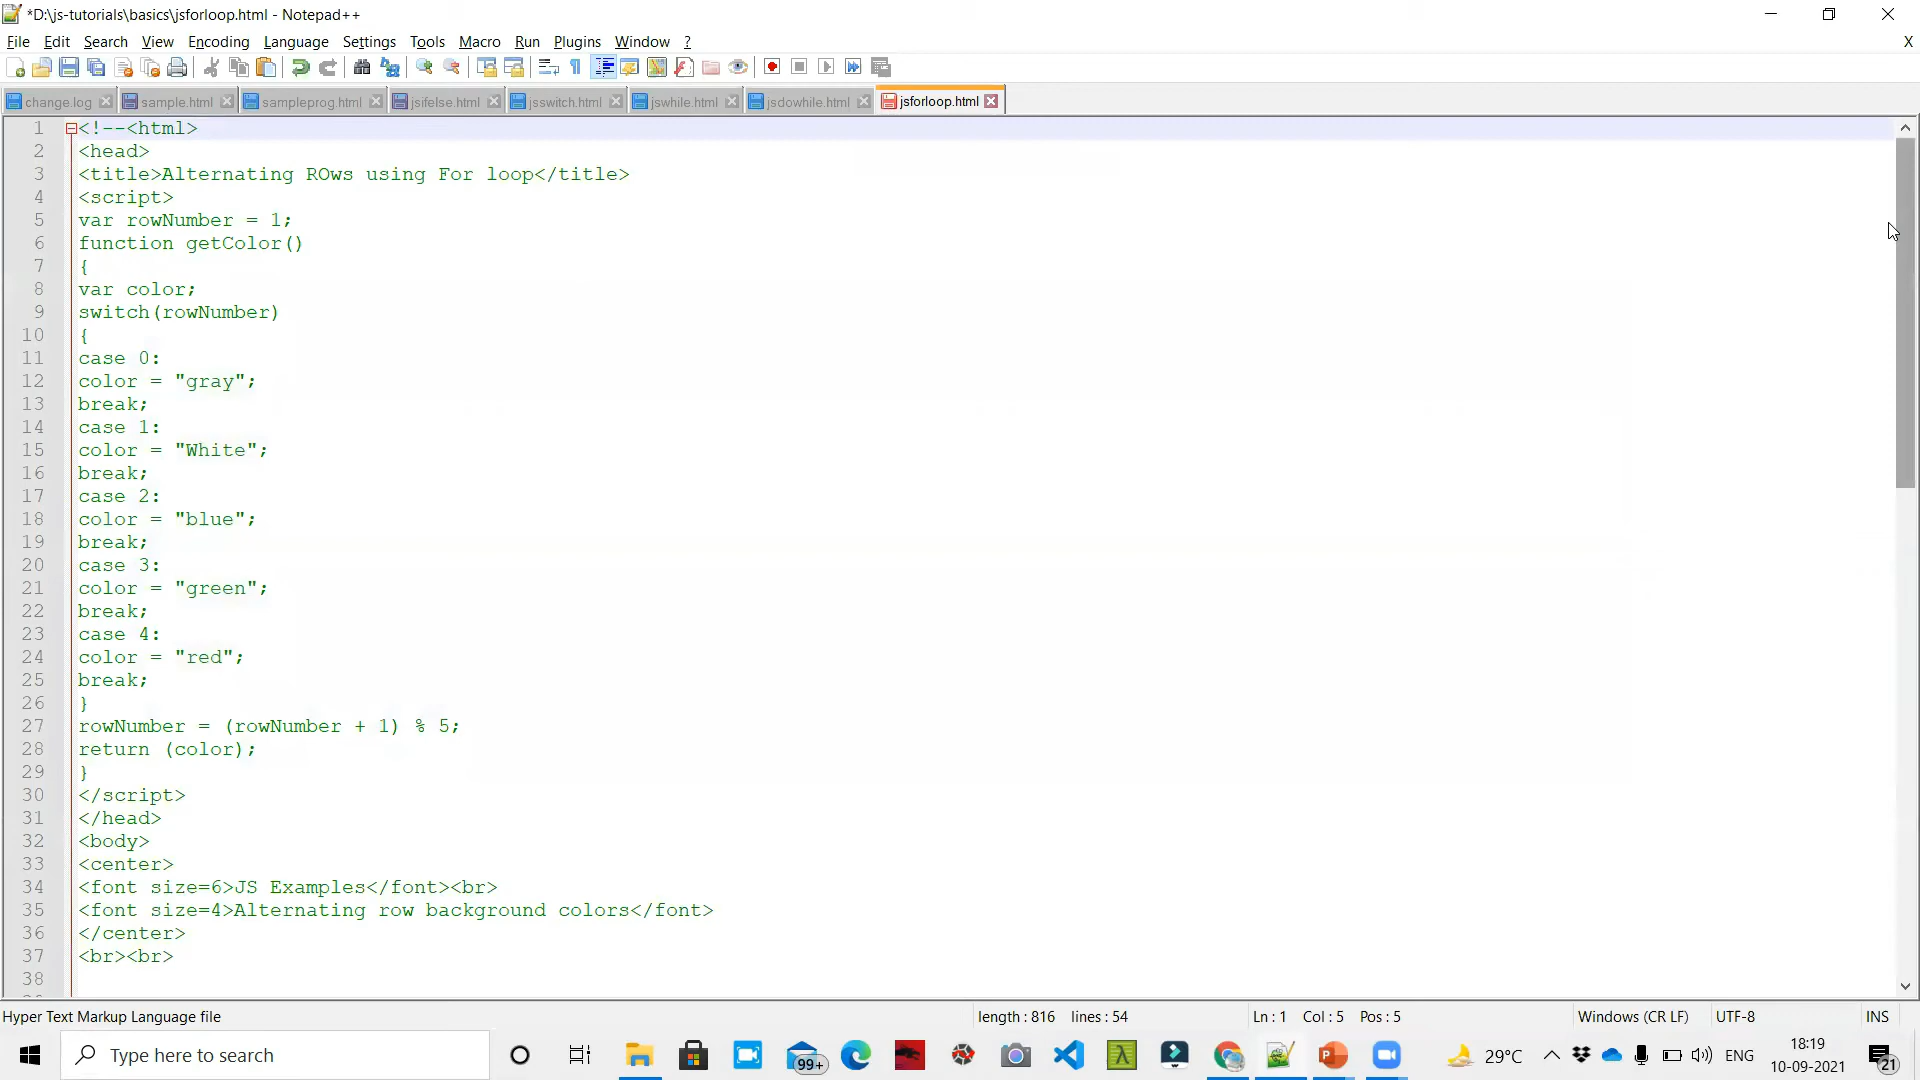 *D:\js-tutorials\basics\jsforloop.html - Notepad++
File Edit Search View Encoding Language Settings Tools Macro Run Plugins Window ? X
change.log sample.html sampleprog.html jsifelse.html jsswitch.html jswhile.html jsdowhile.html jsforloop.html
1 <!--<html>
2 <head>
3 <title>Alternating ROws using For loop</title>
4 <script>
5 var rowNumber = 1;
6 function getColor()
7 {
8 var color;
9 switch(rowNumber)
10 {
11 case 0:
12 color = "gray";
13 break;
14 case 1:
15 color = "White";
16 break;
17 case 2:
18 color = "blue";
19 break;
20 case 3:
21 color = "green";
22 break;
23 case 4:
24 color = "red";
25 break;
26 }
27 rowNumber = (rowNumber + 1) % 5;
28 return (color);
29 }
30 </script>
31 </head>
32 <body>
33 <center>
34 <font size=6>JS Examples</font><br>
35 <font size=4>Alternating row background colors</font>
36 </center>
37 <br><br>
38
Hyper Text Markup Language file length : 816 lines : 54 Ln : 1 Col : 5 Pos : 5 Windows (CR LF) UTF-8 INS
Type here to search 99+ 29°C ENG 18:19
10-09-2021 21